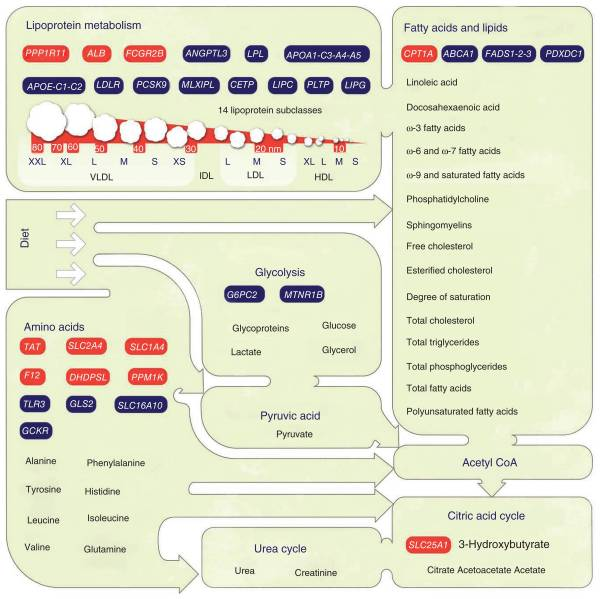 Lipoprotein metabolism
PPP1R11 ALB FCGR2B ANGPTL3 LPL APOA1-C3-A4-A5
APOE-C1-C2 LDLR PCSK9 MLXIPL CETP LIPC PLTP LIPG
14 lipoprotein subclasses
80 70 60 50 40 30 20 nm 10
XXL XL L M S XS L M S XL L M S
VLDL IDL LDL HDL
Fatty acids and lipids
CPT1A ABCA1 FADS1-2-3 PDXDC1
Linoleic acid
Docosahexaenoic acid
ω-3 fatty acids
ω-6 and ω-7 fatty acids
ω-9 and saturated fatty acids
Phosphatidylcholine
Sphingomyelins
Free cholesterol
Esterified cholesterol
Degree of saturation
Total cholesterol
Total triglycerides
Total phosphoglycerides
Total fatty acids
Polyunsaturated fatty acids
Diet
Glycolysis
G6PC2 MTNR1B
Glycoproteins Glucose
Lactate Glycerol
Amino acids
TAT SLC2A4 SLC1A4
F12 DHDPSL PPM1K
TLR3 GLS2 SLC16A10
GCKR
Alanine Phenylalanine
Tyrosine Histidine
Leucine Isoleucine
Valine Glutamine
Pyruvic acid
Pyruvate
Acetyl CoA
Citric acid cycle
SLC25A1 3-Hydroxybutyrate
Citrate Acetoacetate Acetate
Urea cycle
Urea Creatinine